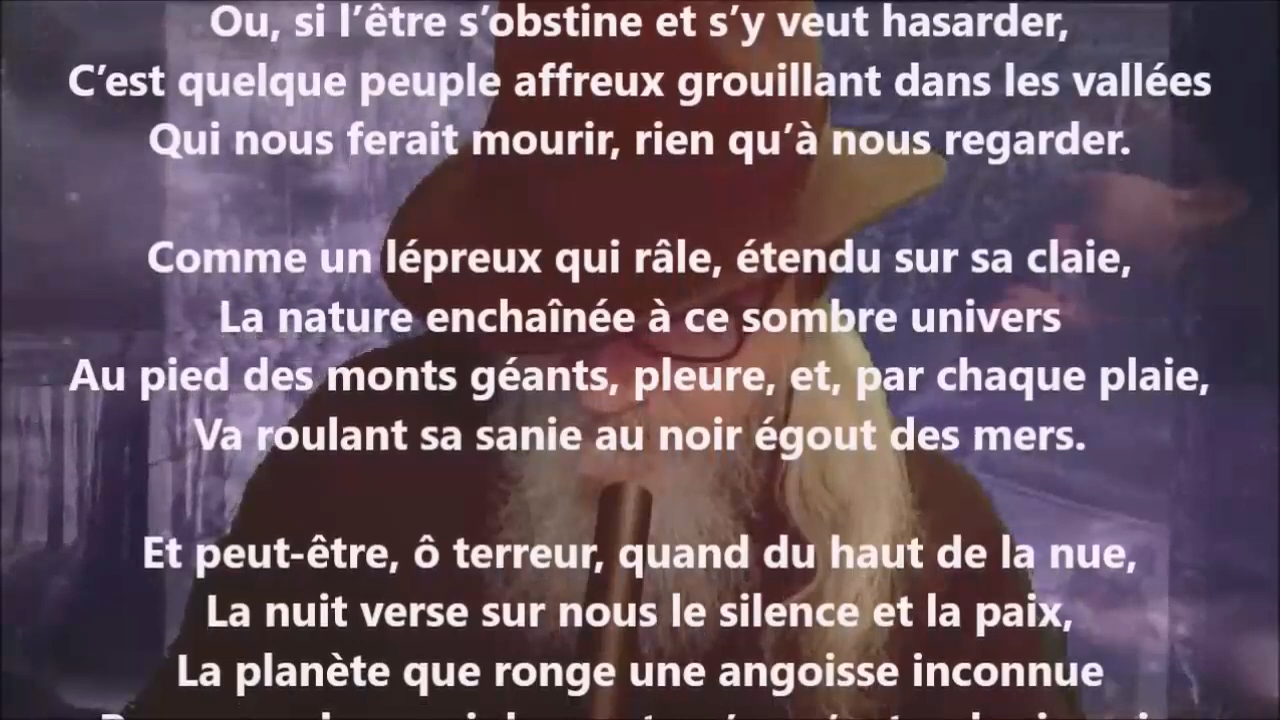 Ou, si l’être s’obstine et s’y veut hasarder,
C’est quelque peuple affreux grouillant dans les vallées
Qui nous ferait mourir, rien qu’à nous regarder.
Comme un lépreux qui râle, étendu sur sa claie,
La nature enchaînée à ce sombre univers
Au pied des monts géants, pleure, et, par chaque plaie,
Va roulant sa sanie au noir égout des mers.
Et peut-être, ô terreur, quand du haut de la nue,
La nuit verse sur nous le silence et la paix,
La planète que ronge une angoisse inconnue